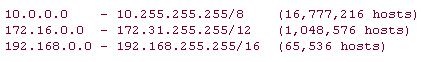 10.0.0.0 - 10.255.255.255/8 (16,777,216 hosts)
172.16.0.0 - 172.31.255.255/12 (1,048,576 hosts)
192.168.0.0 - 192.168.255.255/16 (65,536 hosts)